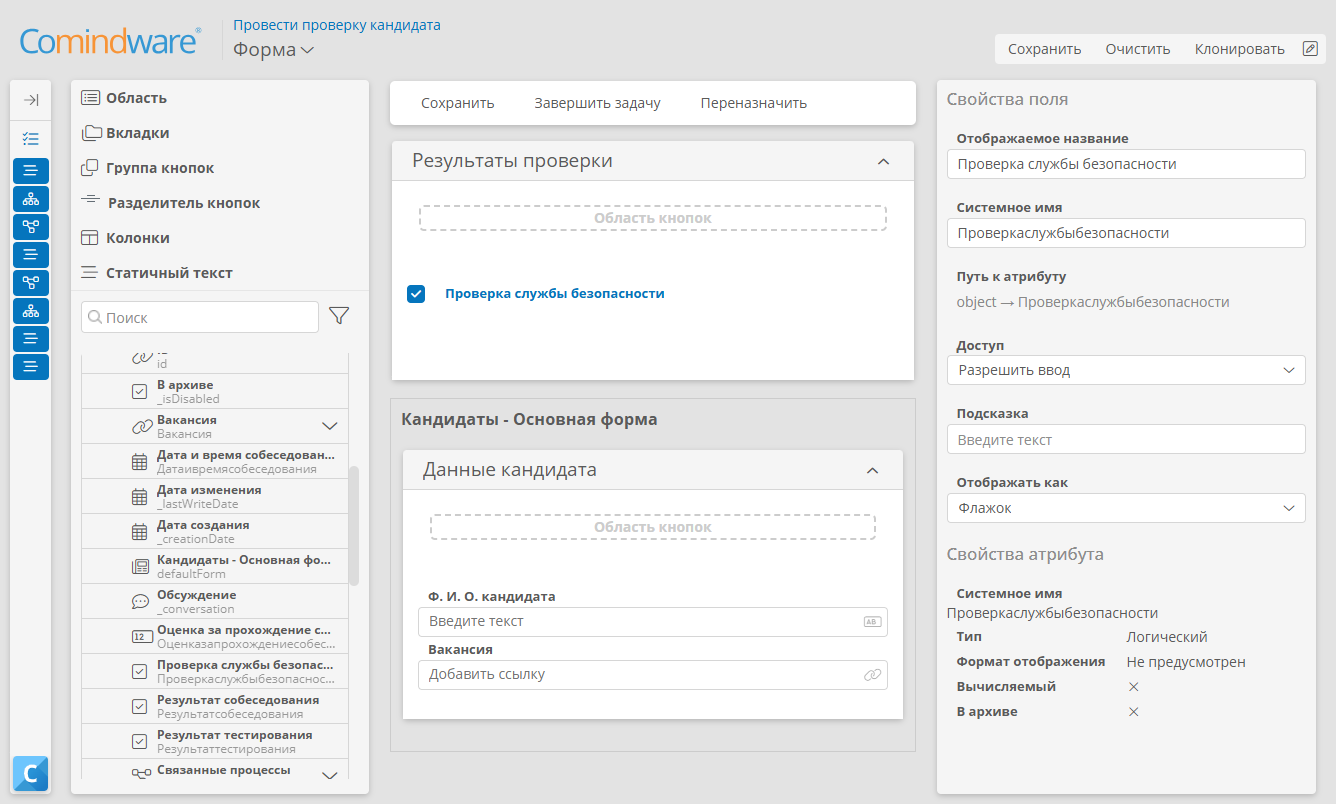 Comindware®
Провести проверку кандидата
Форма
Сохранить Очистить Клонировать
Область
Вкладки
Группа кнопок
Разделитель кнопок
Колонки
Статичный текст
Поиск
id
В архиве
_isDisabled
Вакансия
Вакансия
Дата и время собеседован...
Датаивремясобеседования
Дата изменения
_lastWriteDate
Дата создания
_creationDate
Кандидаты - Основная фо...
defaultForm
Обсуждение
_conversation
12
Оценка за прохождение с...
Оценказапрохождениесобес...
Проверка службы безопас...
Проверкаслужбыбезопаснос...
Результат собеседования
Результатсобеседования
Результат тестирования
Результаттестирования
Связанные процессы
C
Сохранить Завершить задачу Переназначить
Результаты проверки
Область кнопок
Проверка службы безопасности
Кандидаты - Основная форма
Данные кандидата
Область кнопок
Ф. И. О. кандидата
Введите текст AB
Вакансия
Добавить ссылку
Свойства поля
Отображаемое название
Проверка службы безопасности
Системное имя
Проверкаслужбыбезопасности
Путь к атрибуту
object → Проверкаслужбыбезопасности
Доступ
Разрешить ввод
Подсказка
Введите текст
Отображать как
Флажок
Свойства атрибута
Системное имя
Проверкаслужбыбезопасности
Тип Логический
Формат отображения Не предусмотрен
Вычисляемый
В архиве